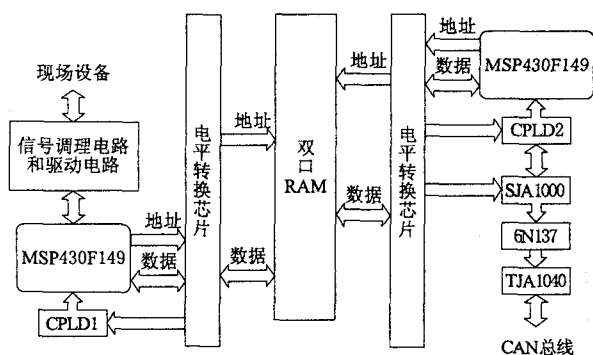 现场设备
信号调理电路
和驱动电路
MSP430F149
CPLD1
地址
数据
电平转换芯片
地址
数据
双口
RAM
地址
数据
电平转换芯片
地址
数据
MSP430F149
CPLD2
SJA1000
6N137
TJA1040
CAN总线